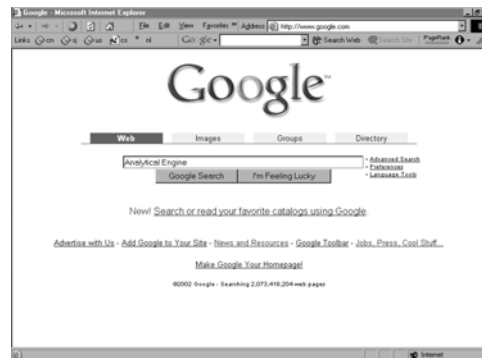 Google - Microsoft Internet Explorer
File Edit View Favorites » Address http://www.google.com
Links Search Web Search Site PageRank
Google™
Web Images Groups Directory
Analytical Engine
Google Search I'm Feeling Lucky
• Advanced Search
• Preferences
• Language Tools
New! Search or read your favorite catalogs using Google.
Advertise with Us - Add Google to Your Site - News and Resources - Google Toolbar - Jobs, Press, Cool Stuff...
Make Google Your Homepage!
©2002 Google - Searching 2,073,418,204 web pages
Internet